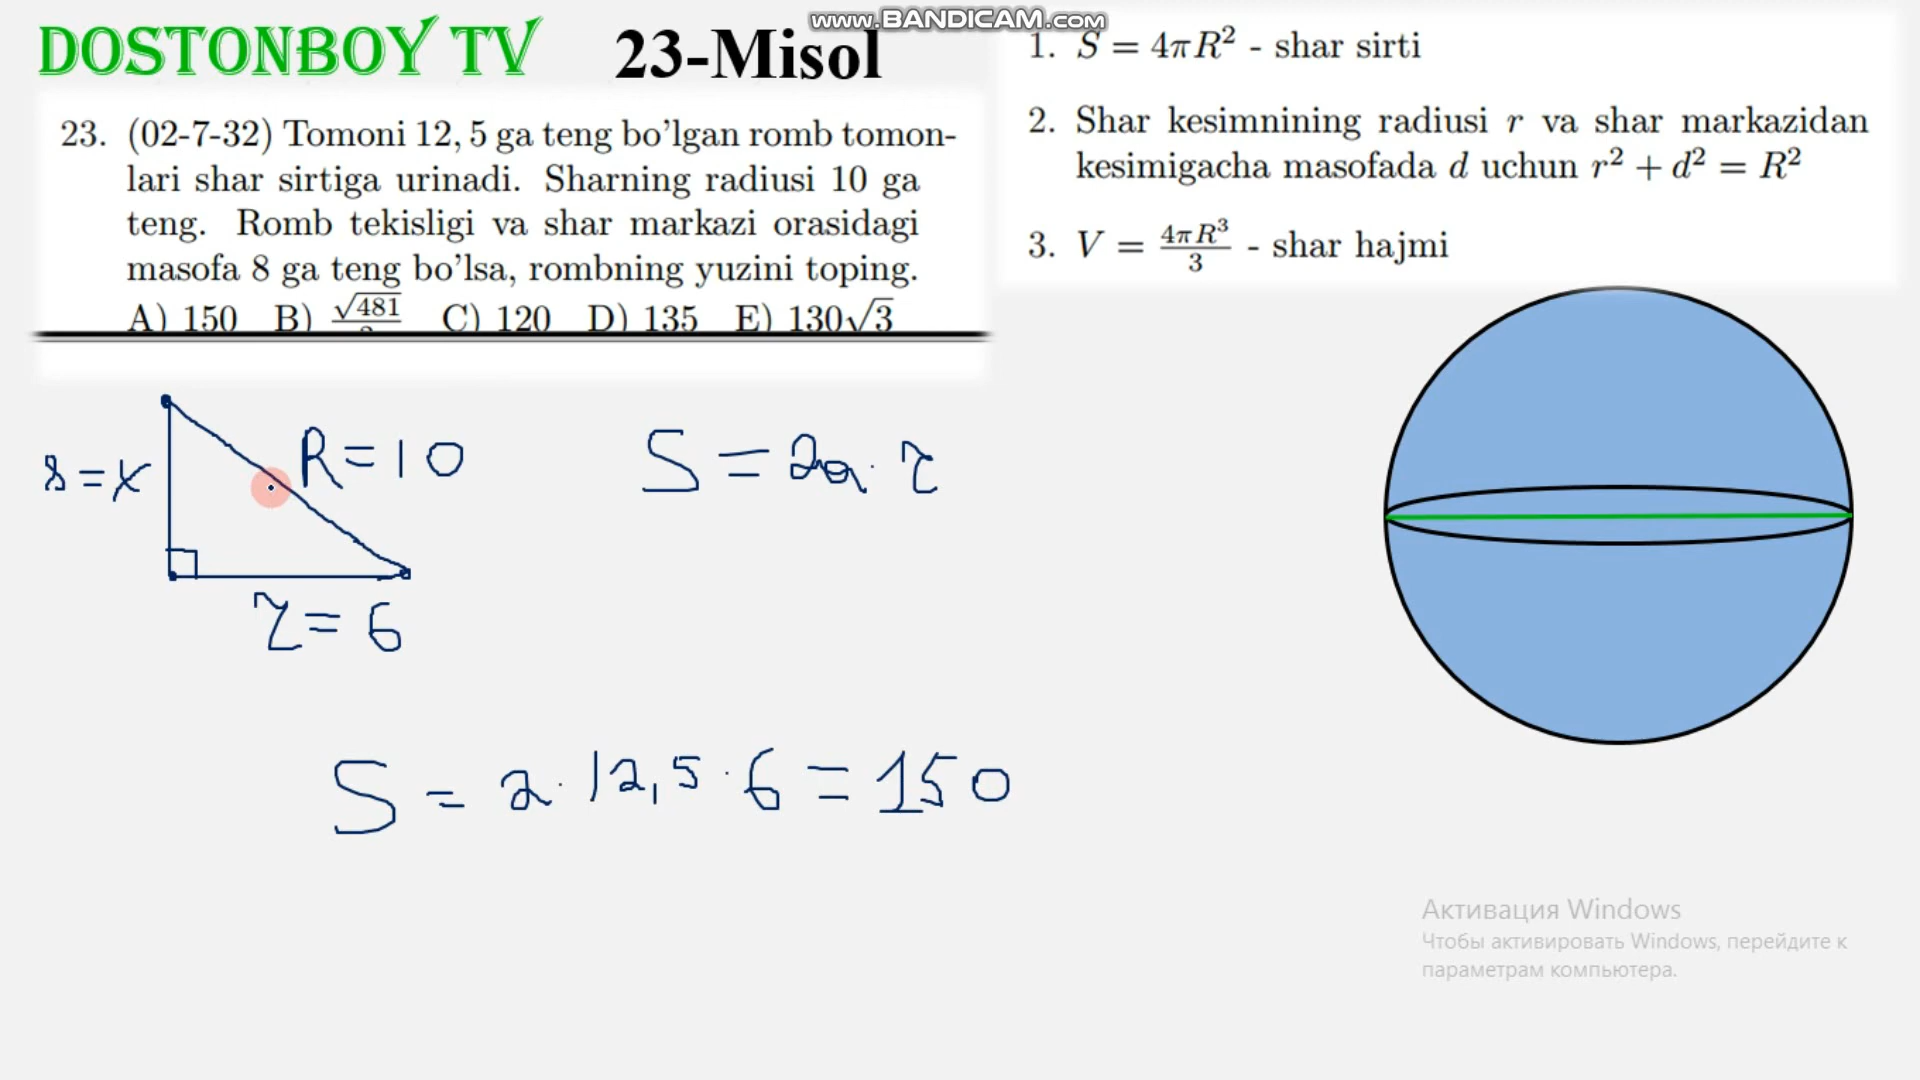 www.BANDICAM.com
DOSTONBOY TV
23-Misol
23. (02-7-32) Tomoni 12, 5 ga teng bo'lgan romb tomon-
lari shar sirtiga urinadi. Sharning radiusi 10 ga
teng. Romb tekisligi va shar markazi orasidagi
masofa 8 ga teng bo'lsa, rombning yuzini toping.
A) 150 B) √481 C) 120 D) 135 E) 130√3
1. S = 4πR² - shar sirti
2. Shar kesimnining radiusi r va shar markazidan
kesimigacha masofada d uchun r² + d² = R²
3. V = 4πR³/3 - shar hajmi
8 = x
R = 10
r = 6
S = 2a · r
S = 2 · 12,5 · 6 = 150
Активация Windows
Чтобы активировать Windows, перейдите к
параметрам компьютера.